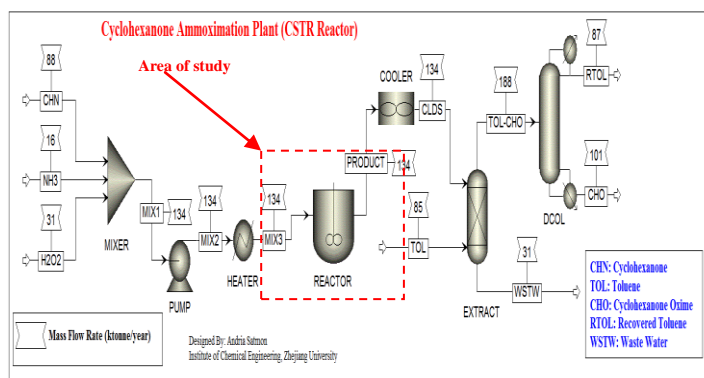 Cyclohexanone Ammoximation Plant (CSTR Reactor)
Area of study
88
CHN
16
NH3
31
H2O2
MIXER
MIX1
134
PUMP
134
MIX2
HEATER
134
MIX3
REACTOR
PRODUCT
134
COOLER
134
CLDS
85
TOL
EXTRACT
188
TOL-CHO
31
WSTW
DCOL
87
RTOL
101
CHO
Mass Flow Rate (ktonne/year)
Designed By: Andria Satmon
Institute of Chemical Engineering, Zhejiang University
CHN: Cyclohexanone
TOL: Toluene
CHO: Cyclohexanone Oxime
RTOL: Recovered Toluene
WSTW: Waste Water